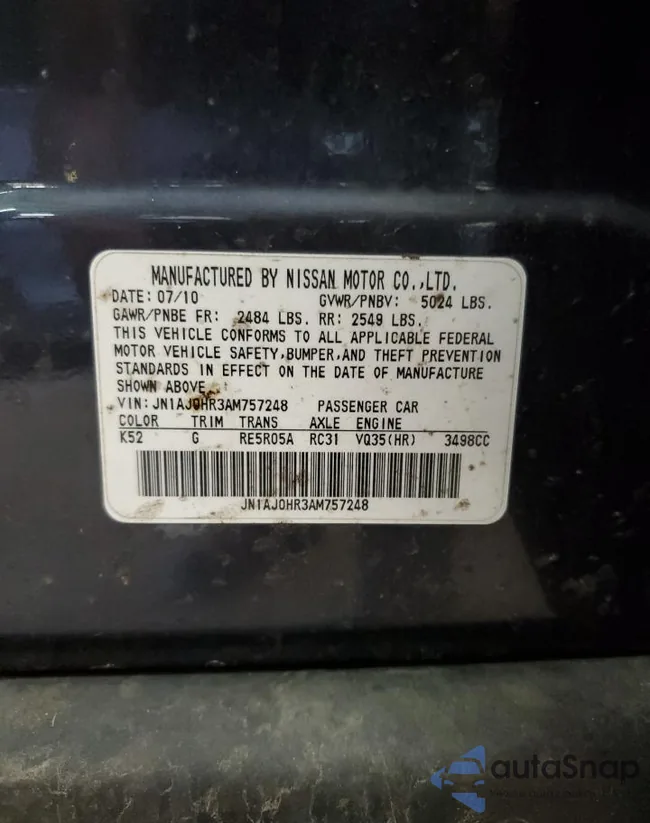 MANUFACTURED BY NISSAN MOTOR CO.,LTD.
DATE: 07/10 GVWR/PNBV: 5024 LBS.
GAWR/PNBE FR: 2484 LBS. RR: 2549 LBS.
THIS VEHICLE CONFORMS TO ALL APPLICABLE FEDERAL
MOTOR VEHICLE SAFETY,BUMPER,AND THEFT PREVENTION
STANDARDS IN EFFECT ON THE DATE OF MANUFACTURE
SHOWN ABOVE.
VIN: JN1AJ0HR3AM757248 PASSENGER CAR
COLOR TRIM TRANS AXLE ENGINE
K52 G RE5R05A RC31 VQ35(HR) 3498CC
JN1AJ0HR3AM757248
autaSnap